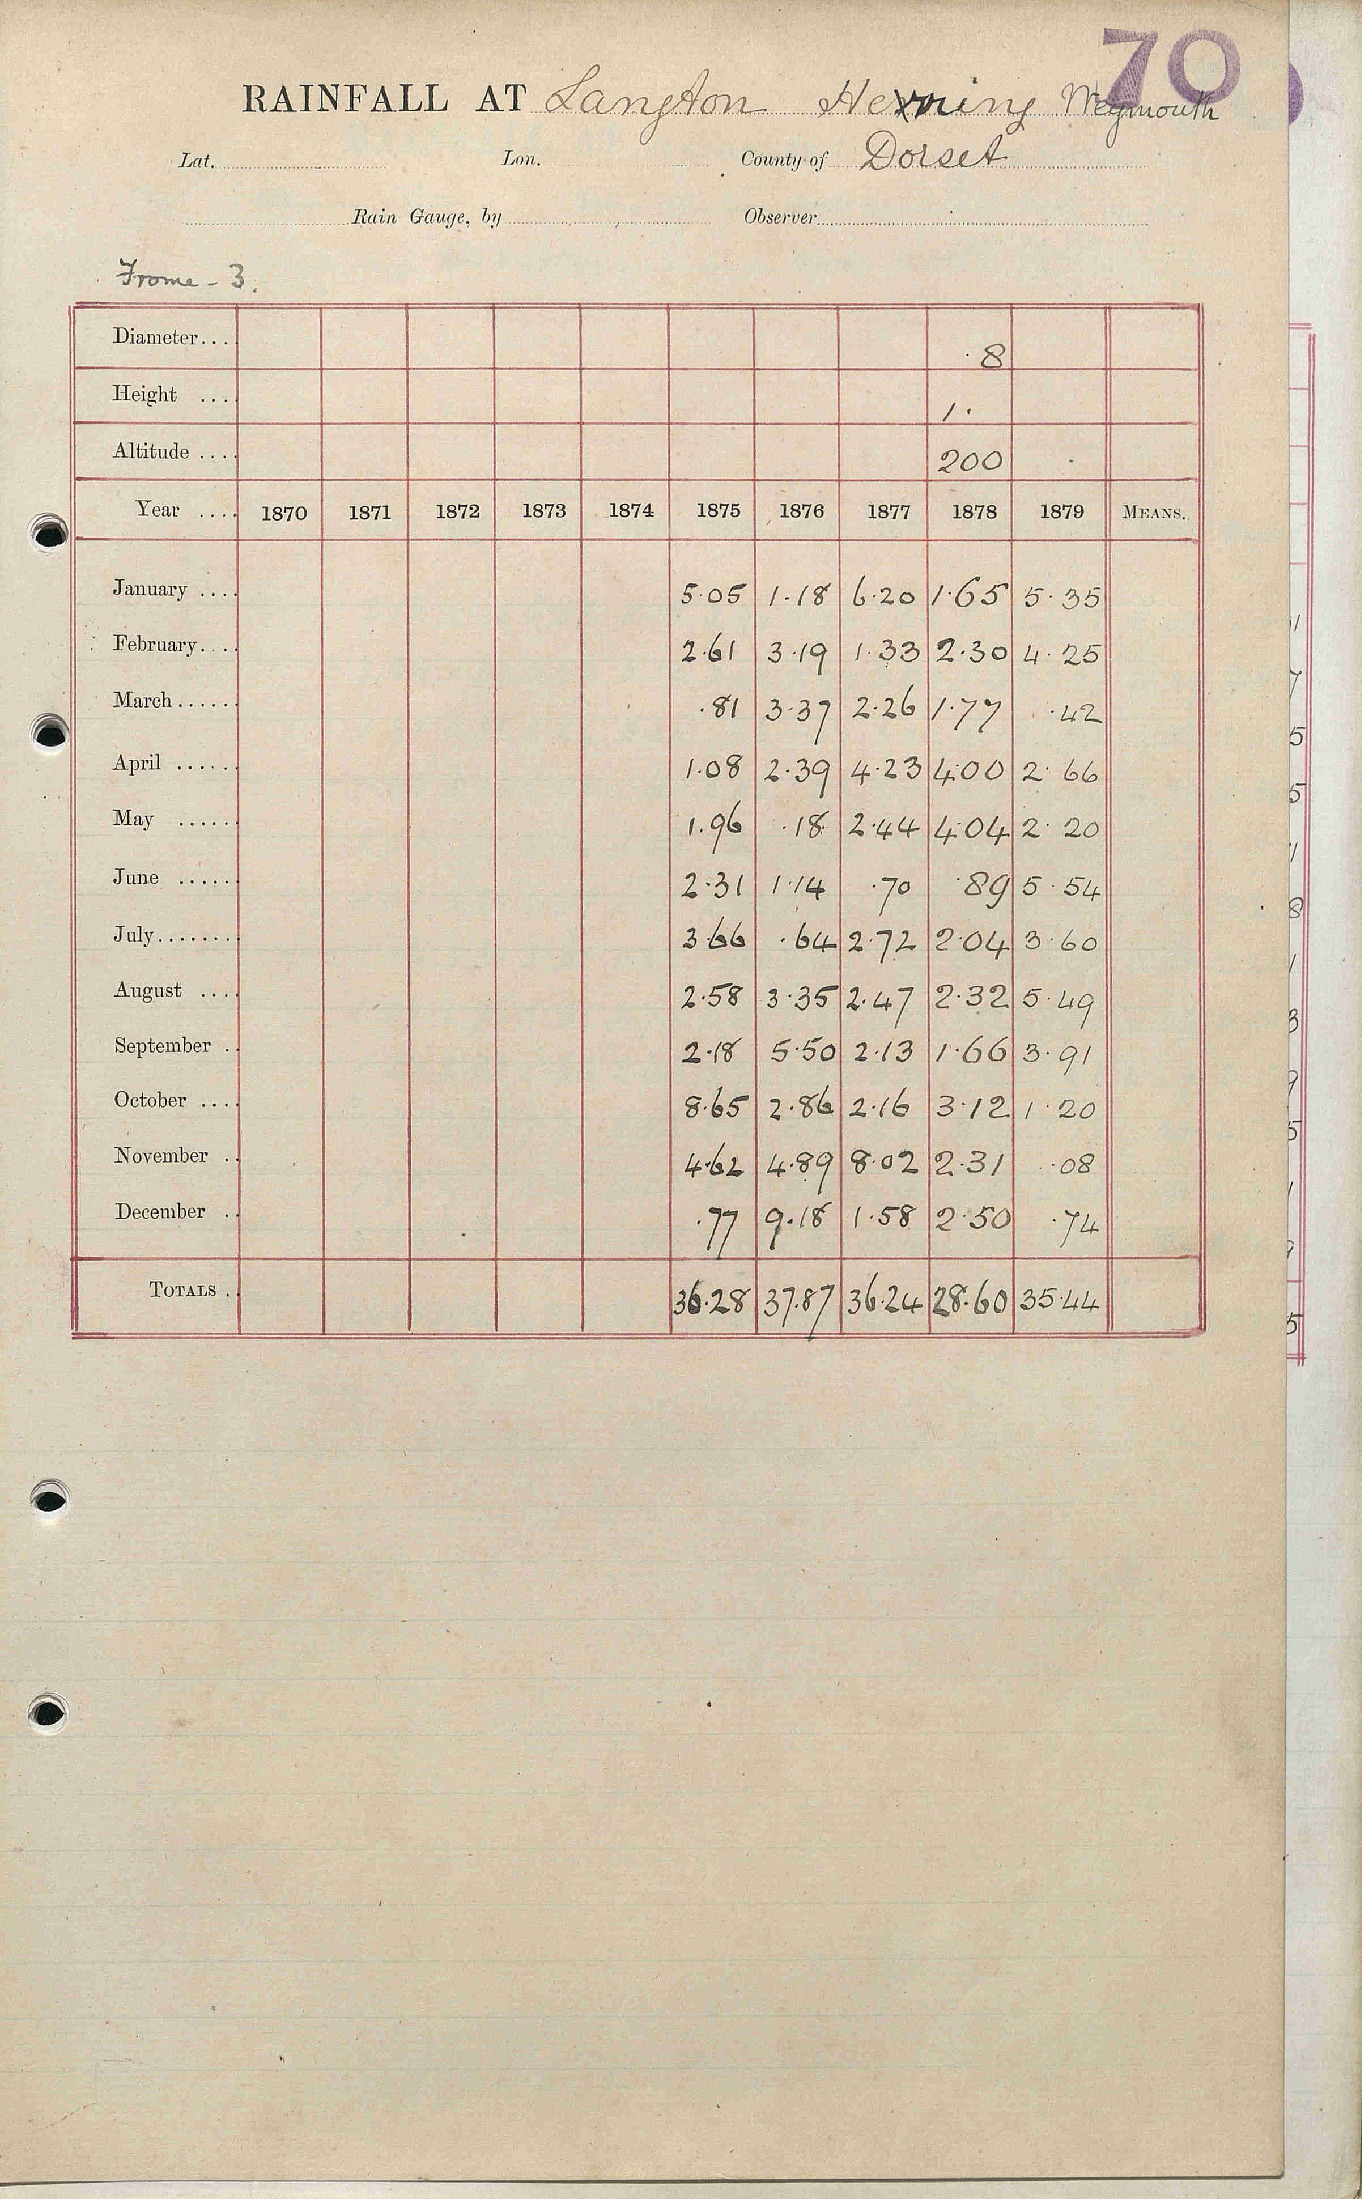 70
RAINFALL AT Langton Herring Weymouth
Lat. Lon. County of Dorset
Rain Gauge, by Observer
Frome - 3.
Diameter... 8
Height .... 1.
Altitude .... 200
Year .... 1870 1871 1872 1873 1874 1875 1876 1877 1878 1879 MEANS.
January .... 5.05 1.18 6.20 1.65 5.35
February.... 2.61 3.19 1.33 2.30 4.25
March...... .81 3.37 2.26 1.77 .42
April ...... 1.08 2.39 4.23 4.00 2.66
May ...... 1.96 .18 2.44 4.04 2.20
June ...... 2.31 1.14 .70 .89 5.54
July........ 3.66 .64 2.72 2.04 3.60
August .... 2.58 3.35 2.47 2.32 5.49
September .. 2.18 5.50 2.13 1.66 3.91
October .... 8.65 2.86 2.16 3.12 1.20
November .. 4.62 4.89 8.02 2.31 .08
December .. .77 9.18 1.58 2.50 .74
TOTALS .. 36.28 37.87 36.24 28.60 35.44